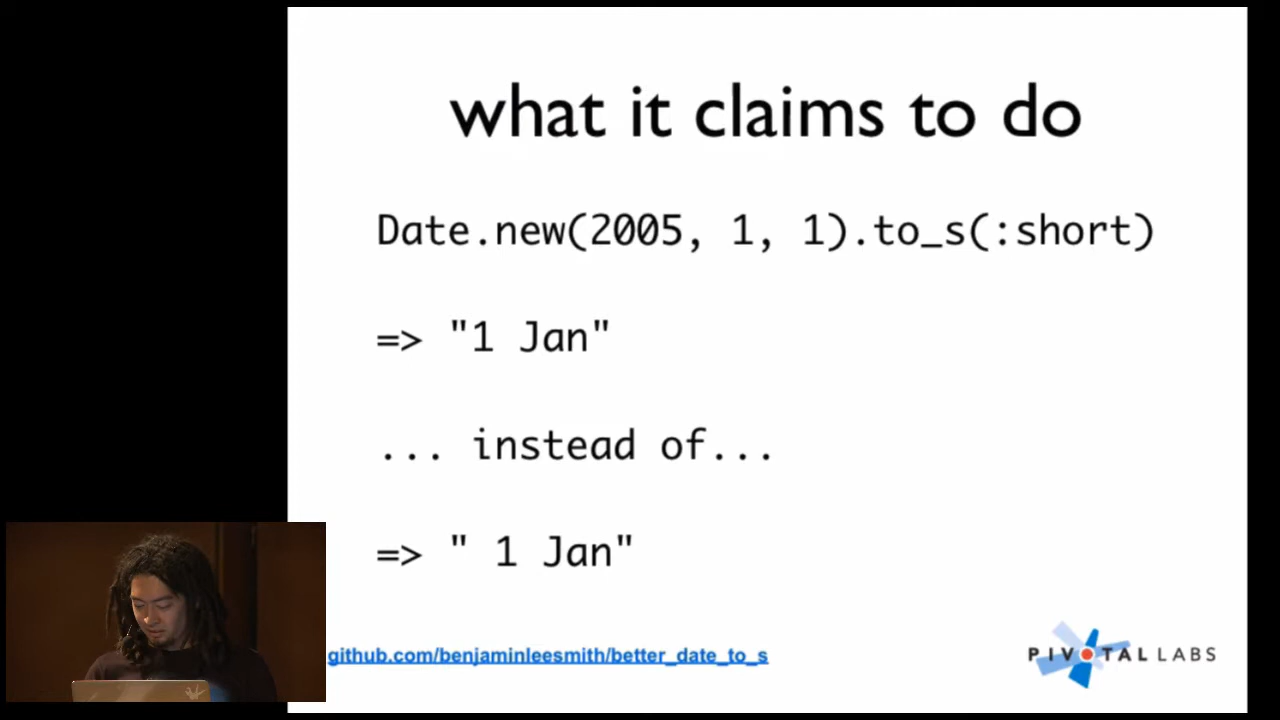 what it claims to do
Date.new(2005, 1, 1).to_s(:short)
=> "1 Jan"
... instead of...
=> " 1 Jan"
github.com/benjaminleesmith/better_date_to_s
PIVOTAL LABS